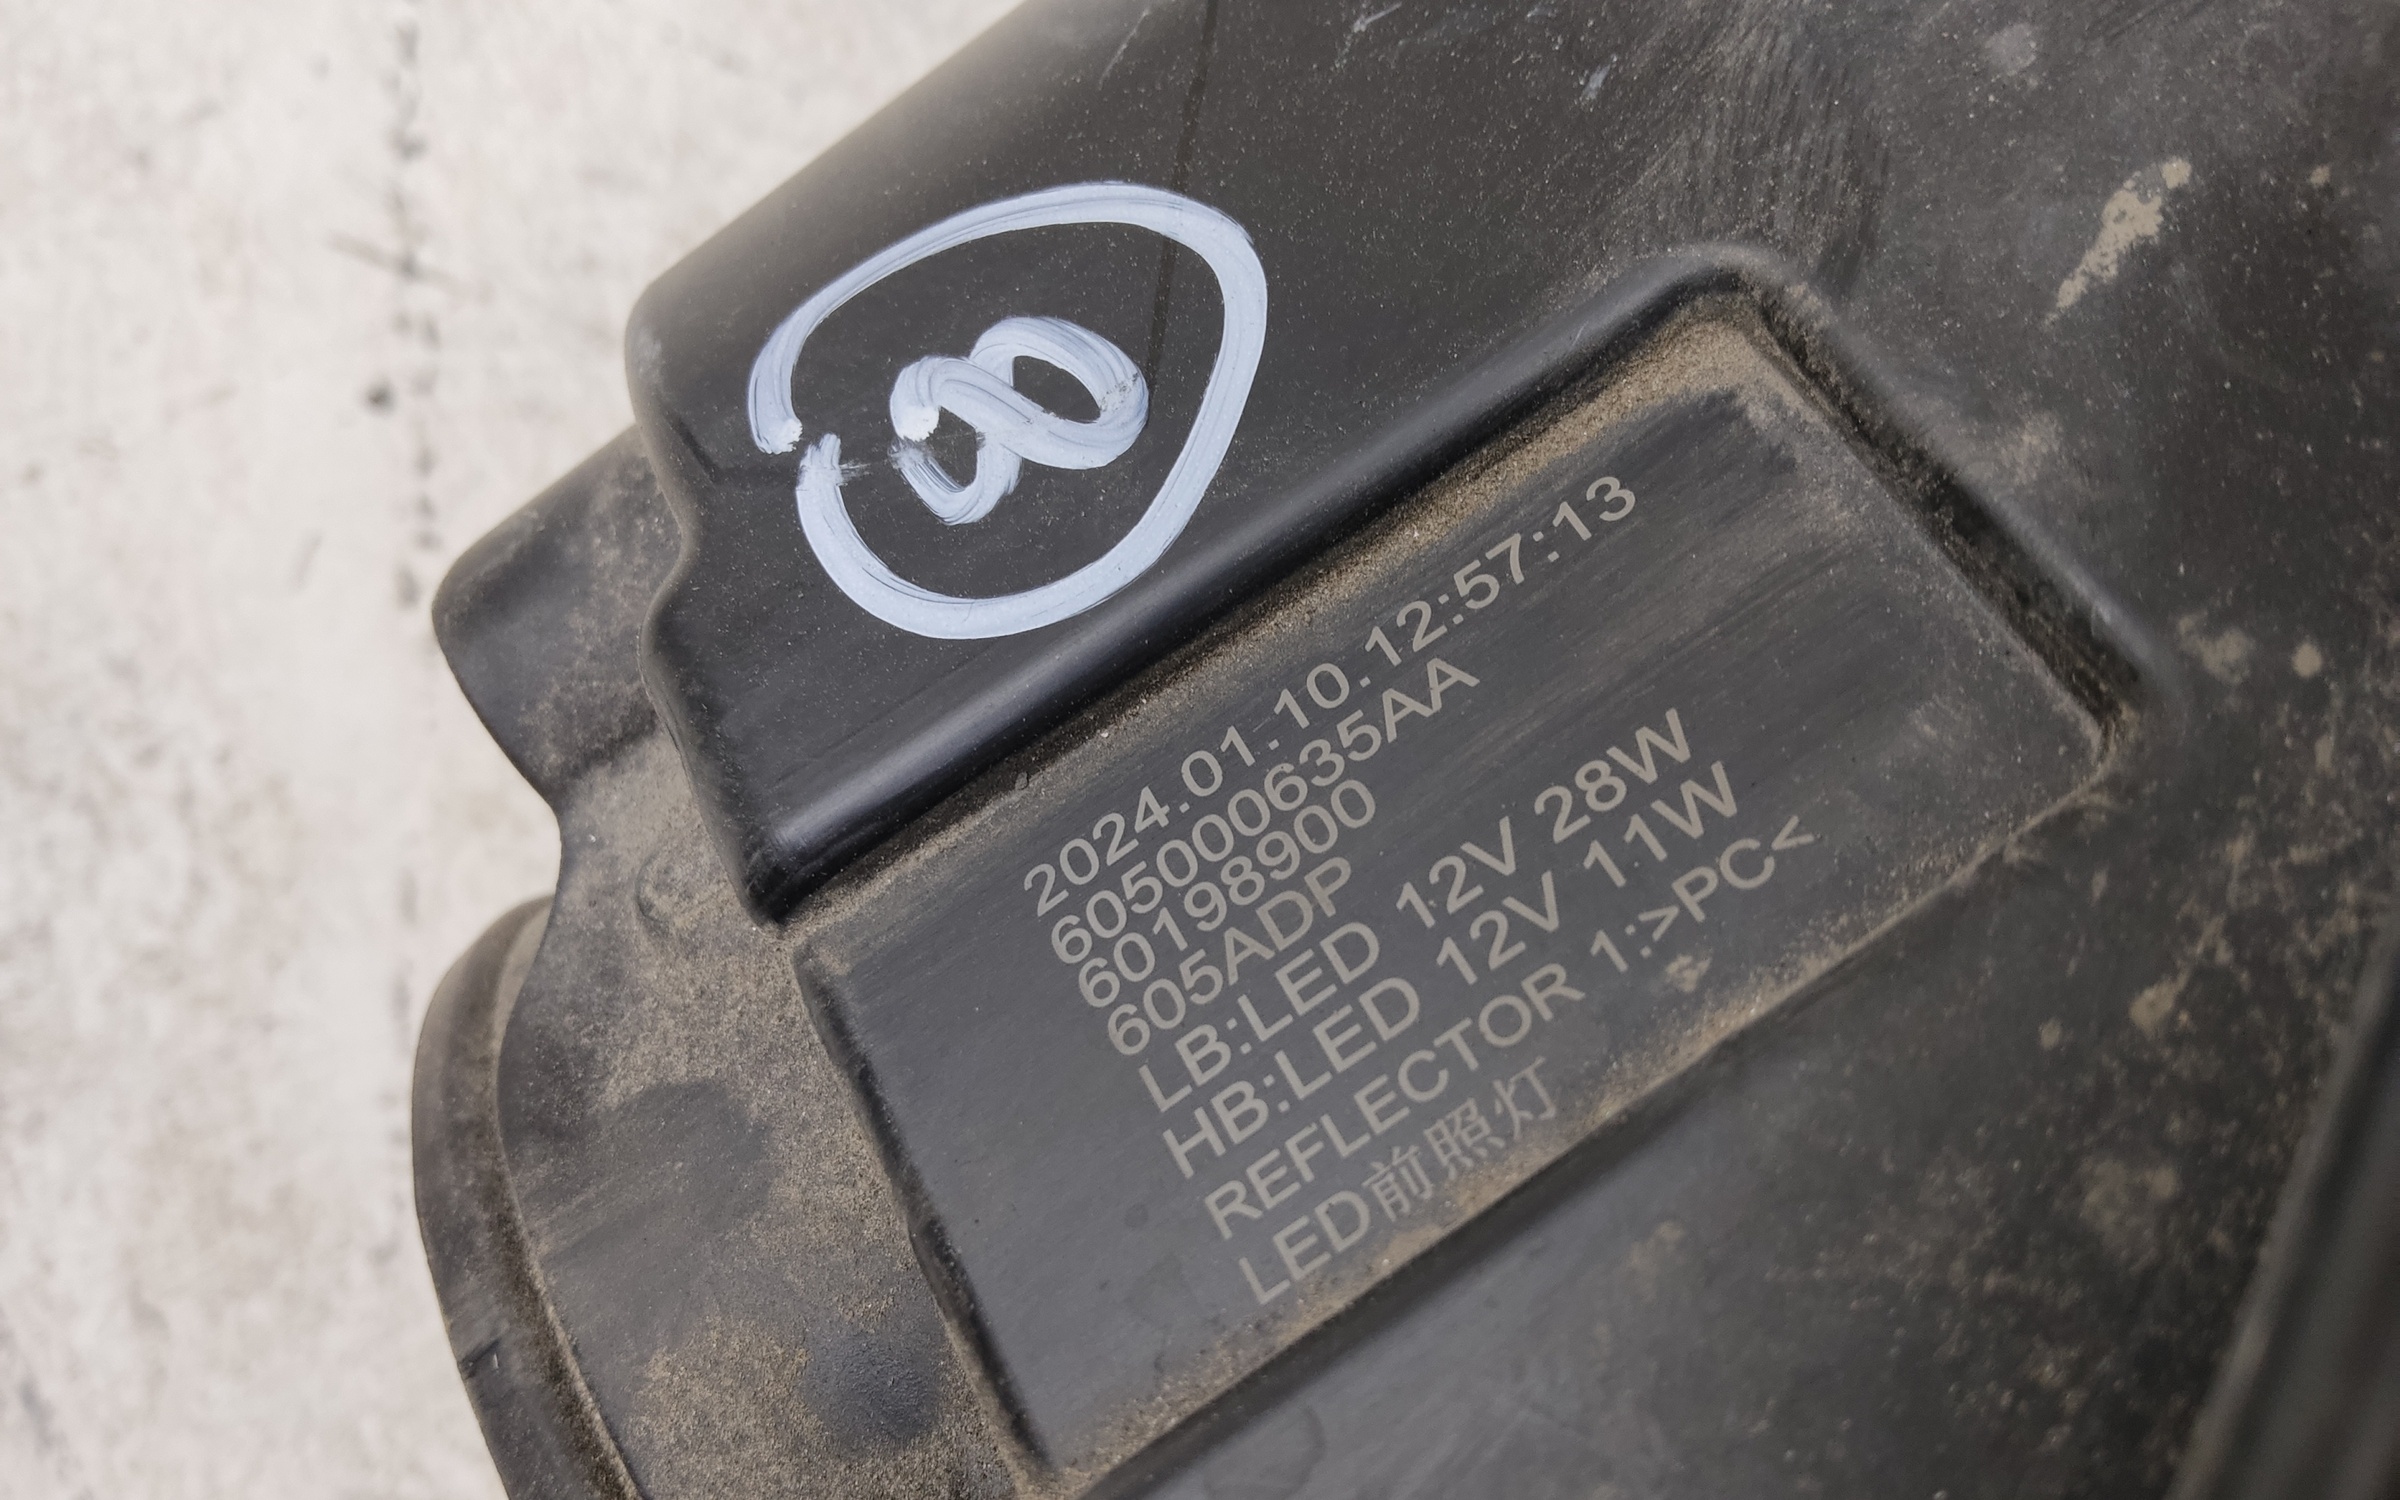 8
2024.01.10.12:57:13
605000635AA
60198900
605ADP
LB:LED 12V 28W
HB:LED 12V 11W
REFLECTOR 1:>PC<
LED前照灯